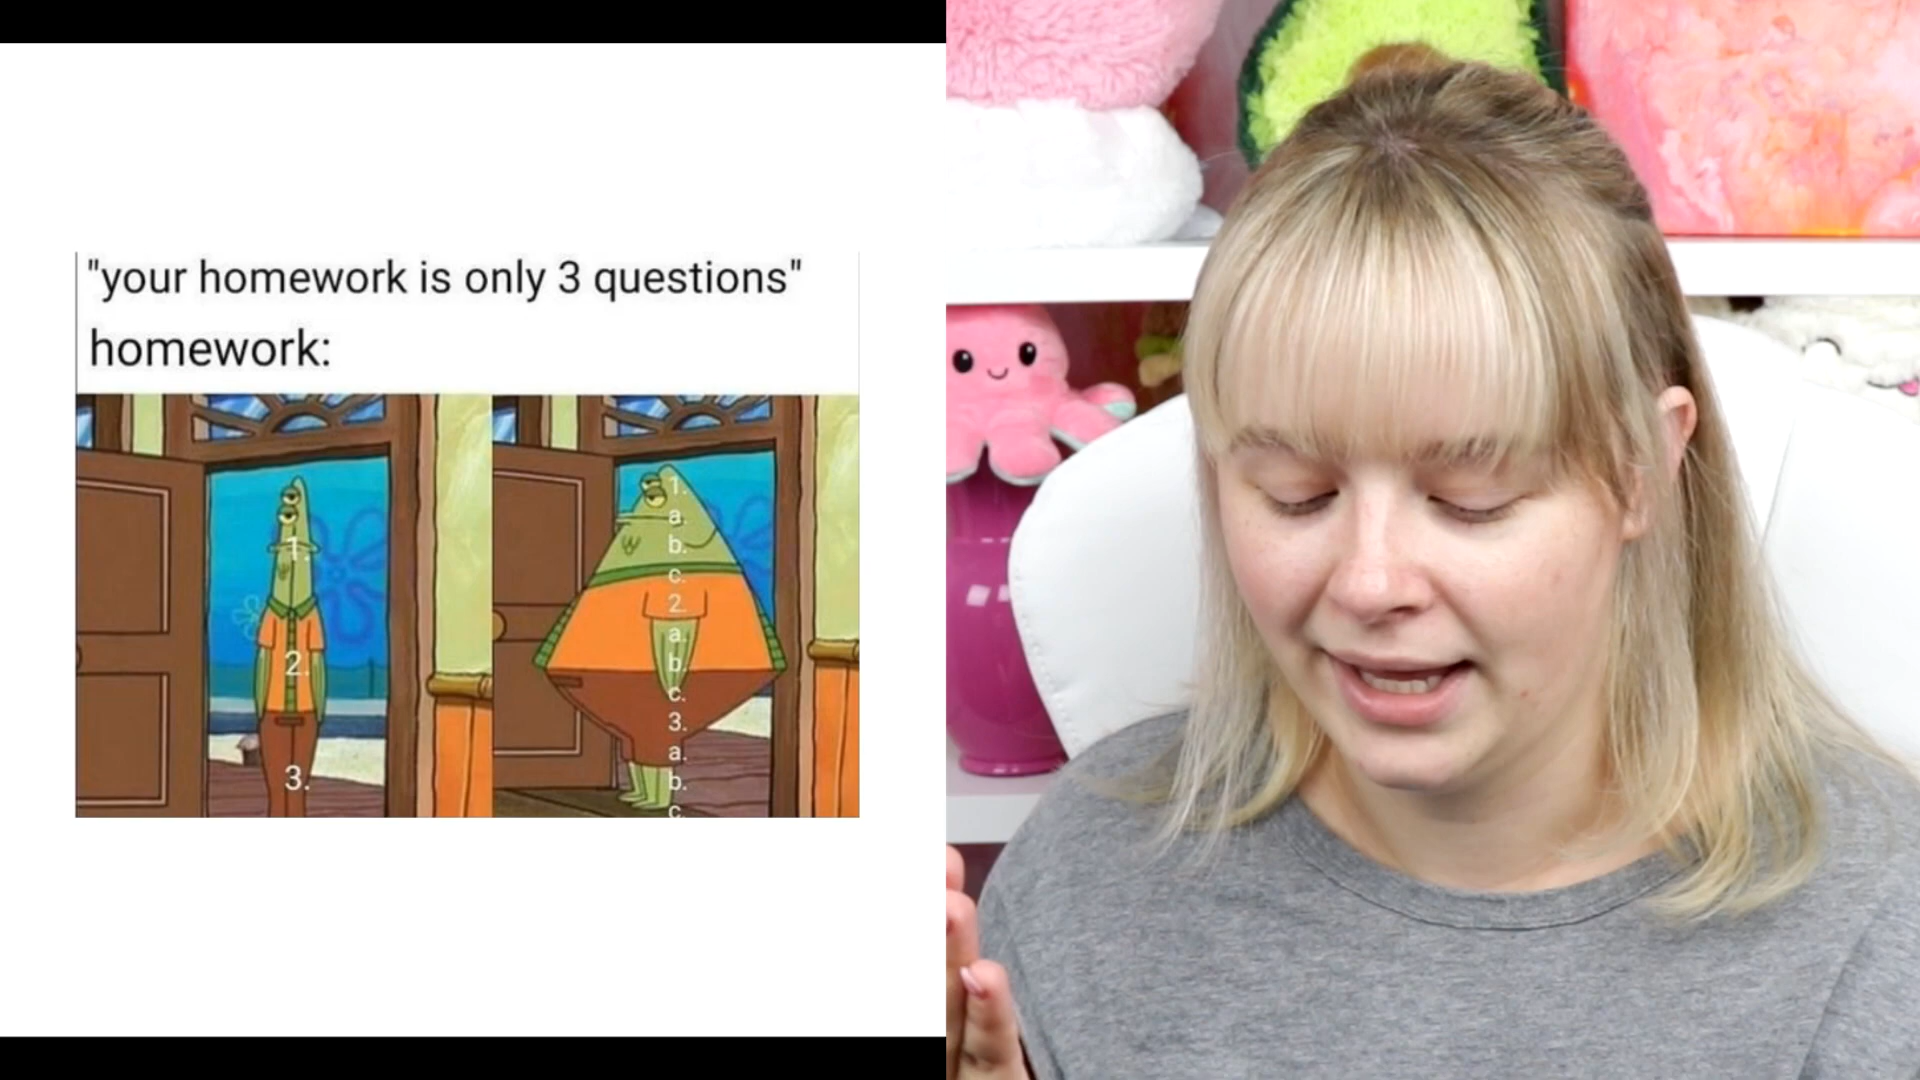 "your homework is only 3 questions"
homework:
1.
2.
3.
1.
a.
b.
c.
2.
a.
b.
c.
3.
a.
b.
c.